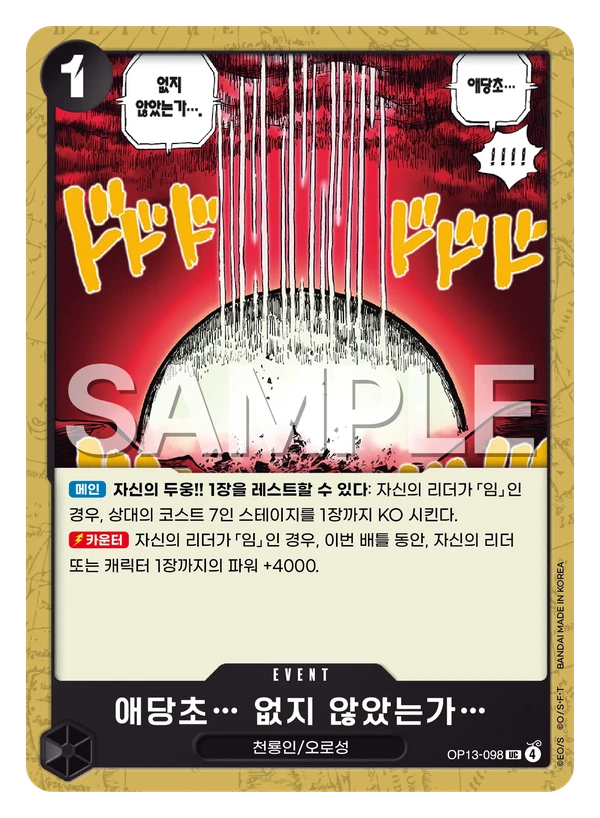 1
없지
않았는가….
애당초…
!!!!
ドドド
ドドド
SAMPLE
메인 자신의 두웅!! 1장을 레스트할 수 있다: 자신의 리더가 「임」인
경우, 상대의 코스트 7인 스테이지를 1장까지 KO 시킨다.
카운터 자신의 리더가 「임」인 경우, 이번 배틀 동안, 자신의 리더
또는 캐릭터 1장까지의 파워 +4000.
EVENT
애당초… 없지 않았는가…
천룡인/오로성
OP13-098 UC 4
©E.O/S ©O/S·F·T BANDAI MADE IN KOREA